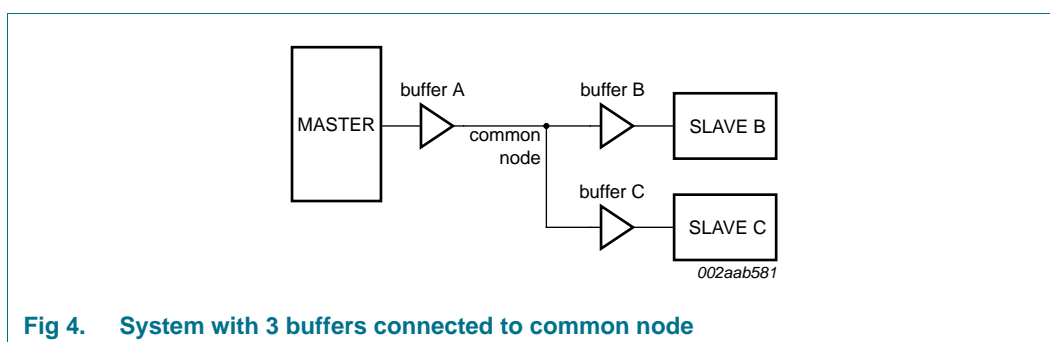 MASTER
buffer A
common
node
buffer B
SLAVE B
buffer C
SLAVE C
002aab581
Fig 4. System with 3 buffers connected to common node